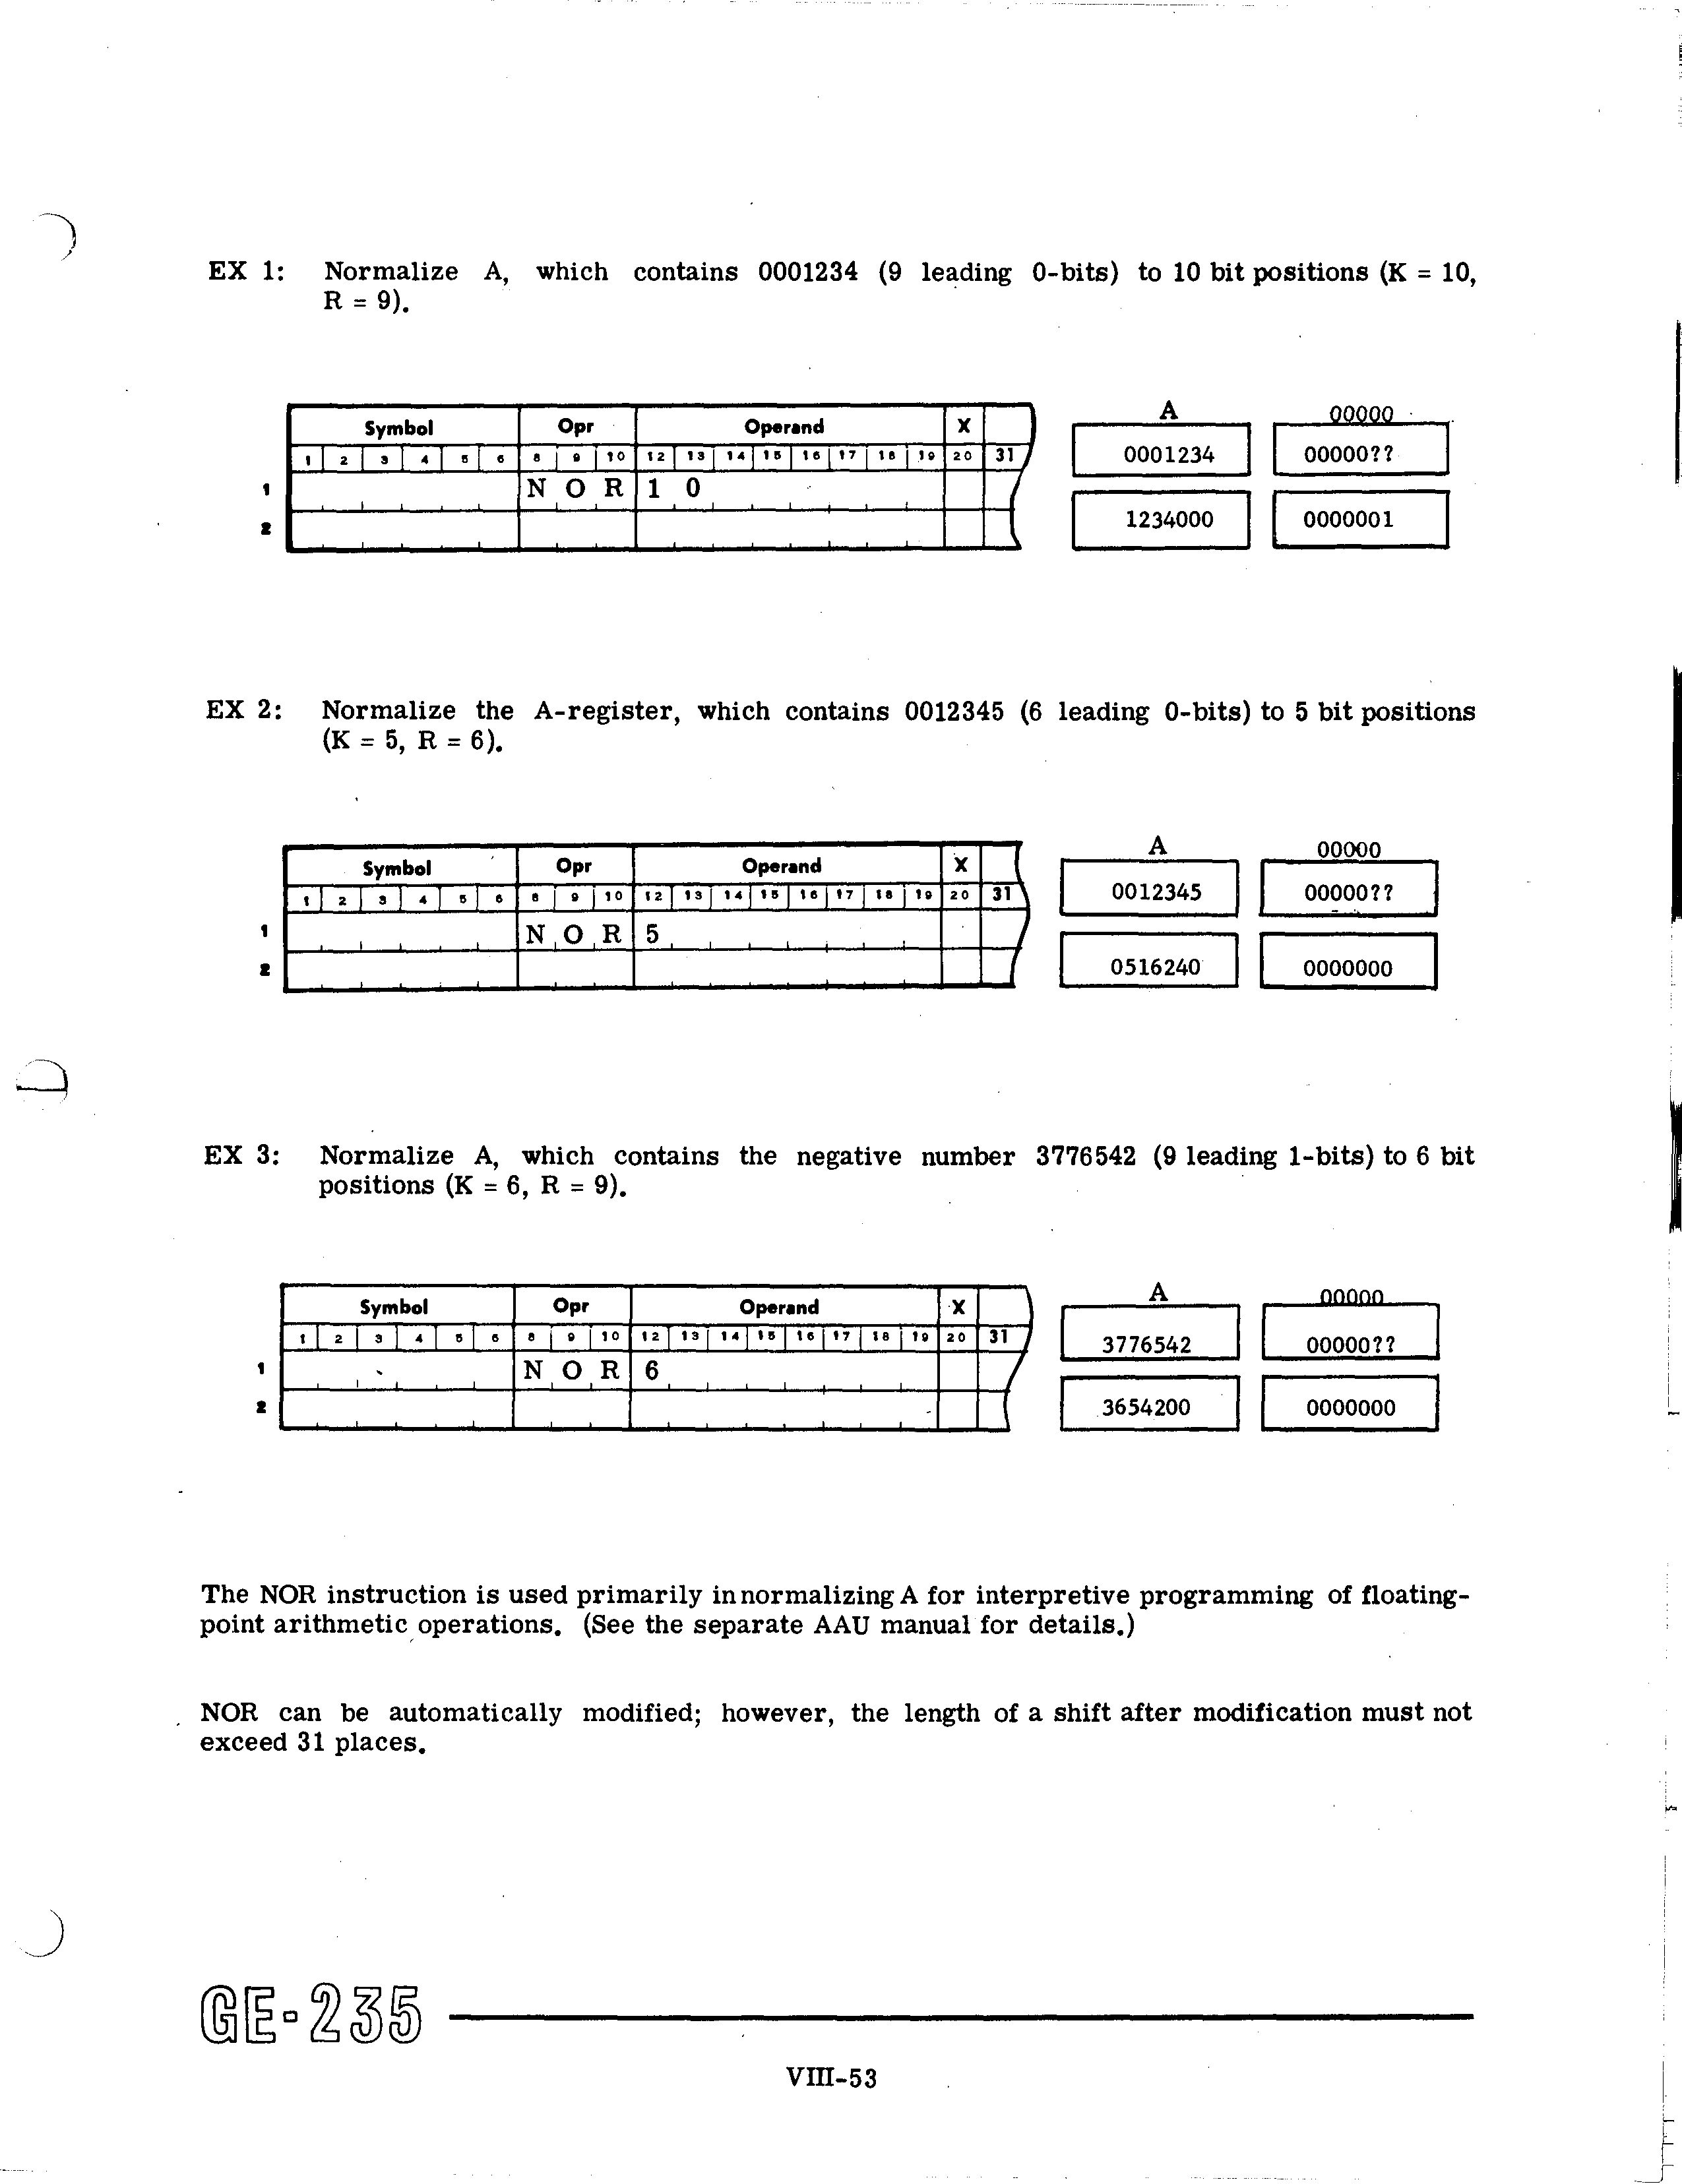 EX 1: Normalize A, which contains 0001234 (9 leading 0-bits) to 10 bit positions (K = 10,
R = 9).
Symbol Opr Operand X
1 2 3 4 5 6 8 9 10 12 13 14 15 16 17 18 19 20 31
1 N O R 1 0
2
A 00000
0001234 00000??
1234000 0000001
EX 2: Normalize the A-register, which contains 0012345 (6 leading 0-bits) to 5 bit positions
(K = 5, R = 6).
Symbol Opr Operand X
1 2 3 4 5 6 8 9 10 12 13 14 15 16 17 18 19 20 31
1 N O R 5
2
A 00000
0012345 00000??
0516240 0000000
EX 3: Normalize A, which contains the negative number 3776542 (9 leading 1-bits) to 6 bit
positions (K = 6, R = 9).
Symbol Opr Operand X
1 2 3 4 5 6 8 9 10 12 13 14 15 16 17 18 19 20 31
1 N O R 6
2
A 00000
3776542 00000??
3654200 0000000
The NOR instruction is used primarily in normalizing A for interpretive programming of floating-
point arithmetic operations. (See the separate AAU manual for details.)
NOR can be automatically modified; however, the length of a shift after modification must not
exceed 31 places.
GE-235
VIII-53